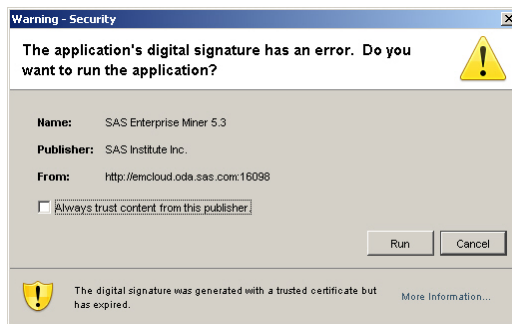 Warning - Security
The application's digital signature has an error. Do you
want to run the application?
Name: SAS Enterprise Miner 5.3
Publisher: SAS Institute Inc.
From: http://emcloud.oda.sas.com:16098
Always trust content from this publisher.
Run Cancel
The digital signature was generated with a trusted certificate but
has expired.
More Information...